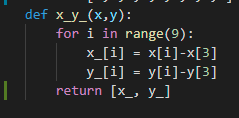 def x_y_(x,y):
    for i in range(9):
        x_[i] = x[i]-x[3]
        y_[i] = y[i]-y[3]
    return [x_, y_]